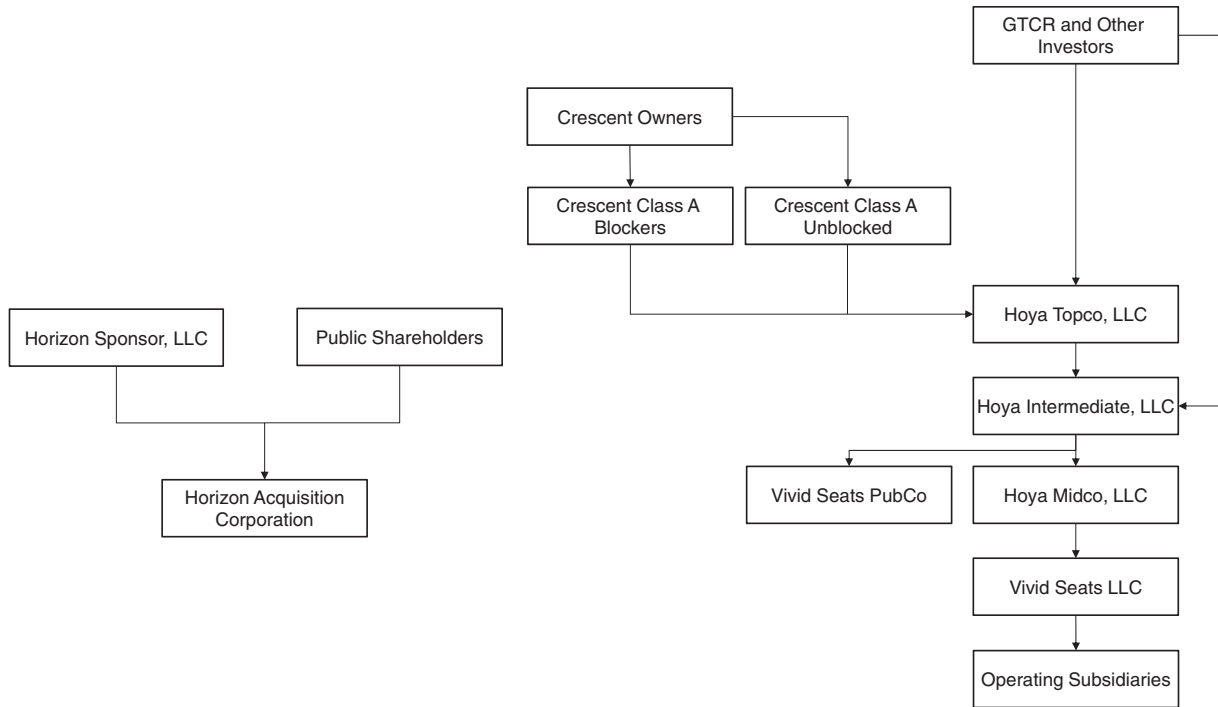 GTCR and Other
Investors
Crescent Owners
Crescent Class A
Blockers
Crescent Class A
Unblocked
Horizon Sponsor, LLC
Public Shareholders
Hoya Topco, LLC
Hoya Intermediate, LLC
Horizon Acquisition
Corporation
Vivid Seats PubCo
Hoya Midco, LLC
Vivid Seats LLC
Operating Subsidiaries